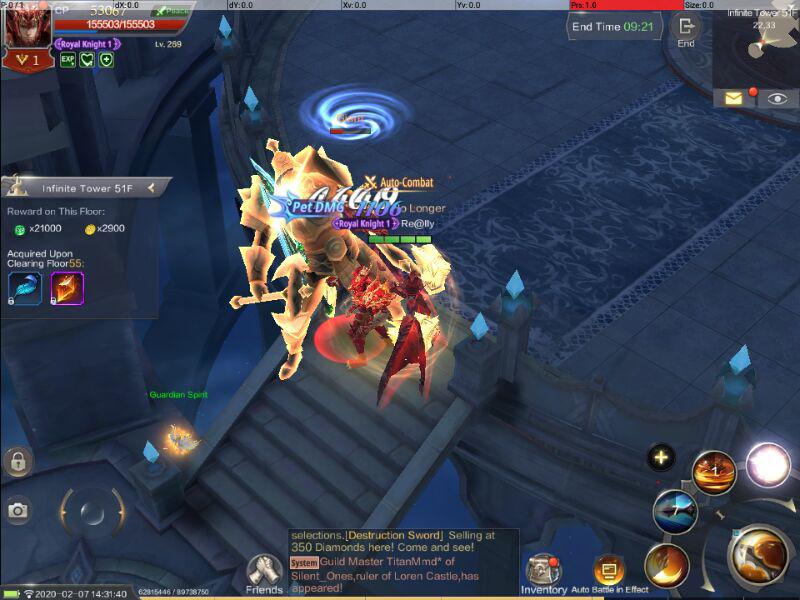 P: 0 / 1 dX: 0.0 dY: 0.0 Xv: 0.0 Yv: 0.0 Prs: 1.0 Size: 0.0
CP 53067 Peace
155503/155503
Royal Knight 1 Lv. 289
1 EXP
End Time 09:21
End
Infinite Tower 51F
22,33
Auto-Combat
Pet DMG 1106
Longer
Royal Knight 1 Re@lly
Infinite Tower 51F
Reward on This Floor:
x21000 x2900
Acquired Upon
Clearing Floor55:
Guardian Spirit
selections.[Destruction Sword] Selling at
350 Diamonds here! Come and see!
System Guild Master TitanMmd* of
Silent_Ones,ruler of Loren Castle,has
appeared!
Friends
Inventory Auto Battle in Effect
2020-02-07 14:31:40 62815446 / 89738750